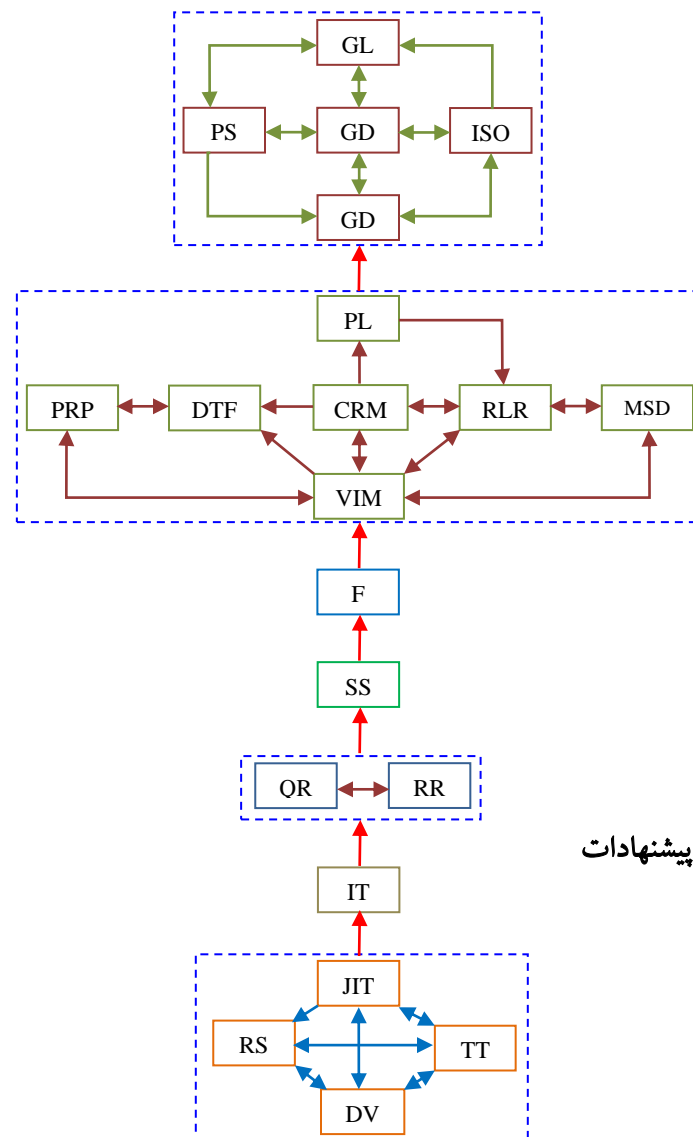 GL
PS GD ISO
GD
PL
PRP DTF CRM RLR MSD
VIM
F
SS
QR RR
پیشنهادات
IT
JIT
RS TT
DV